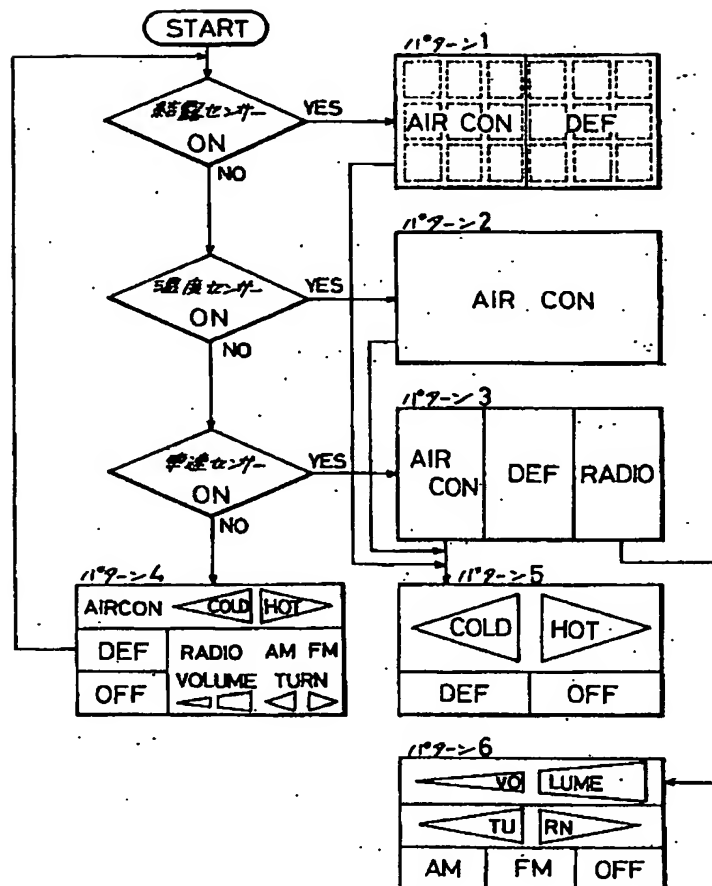 START
結露センサー
ON
YES
NO
パターン1
AIR CON DEF
温度センサー
ON
YES
NO
パターン2
AIR CON
車速センサー
ON
YES
NO
パターン3
AIR
CON
DEF
RADIO
パターン4
AIRCON COLD HOT
DEF
OFF
RADIO AM FM
VOLUME TURN
パターン5
COLD HOT
DEF OFF
パターン6
VO LUME
TU RN
AM FM OFF